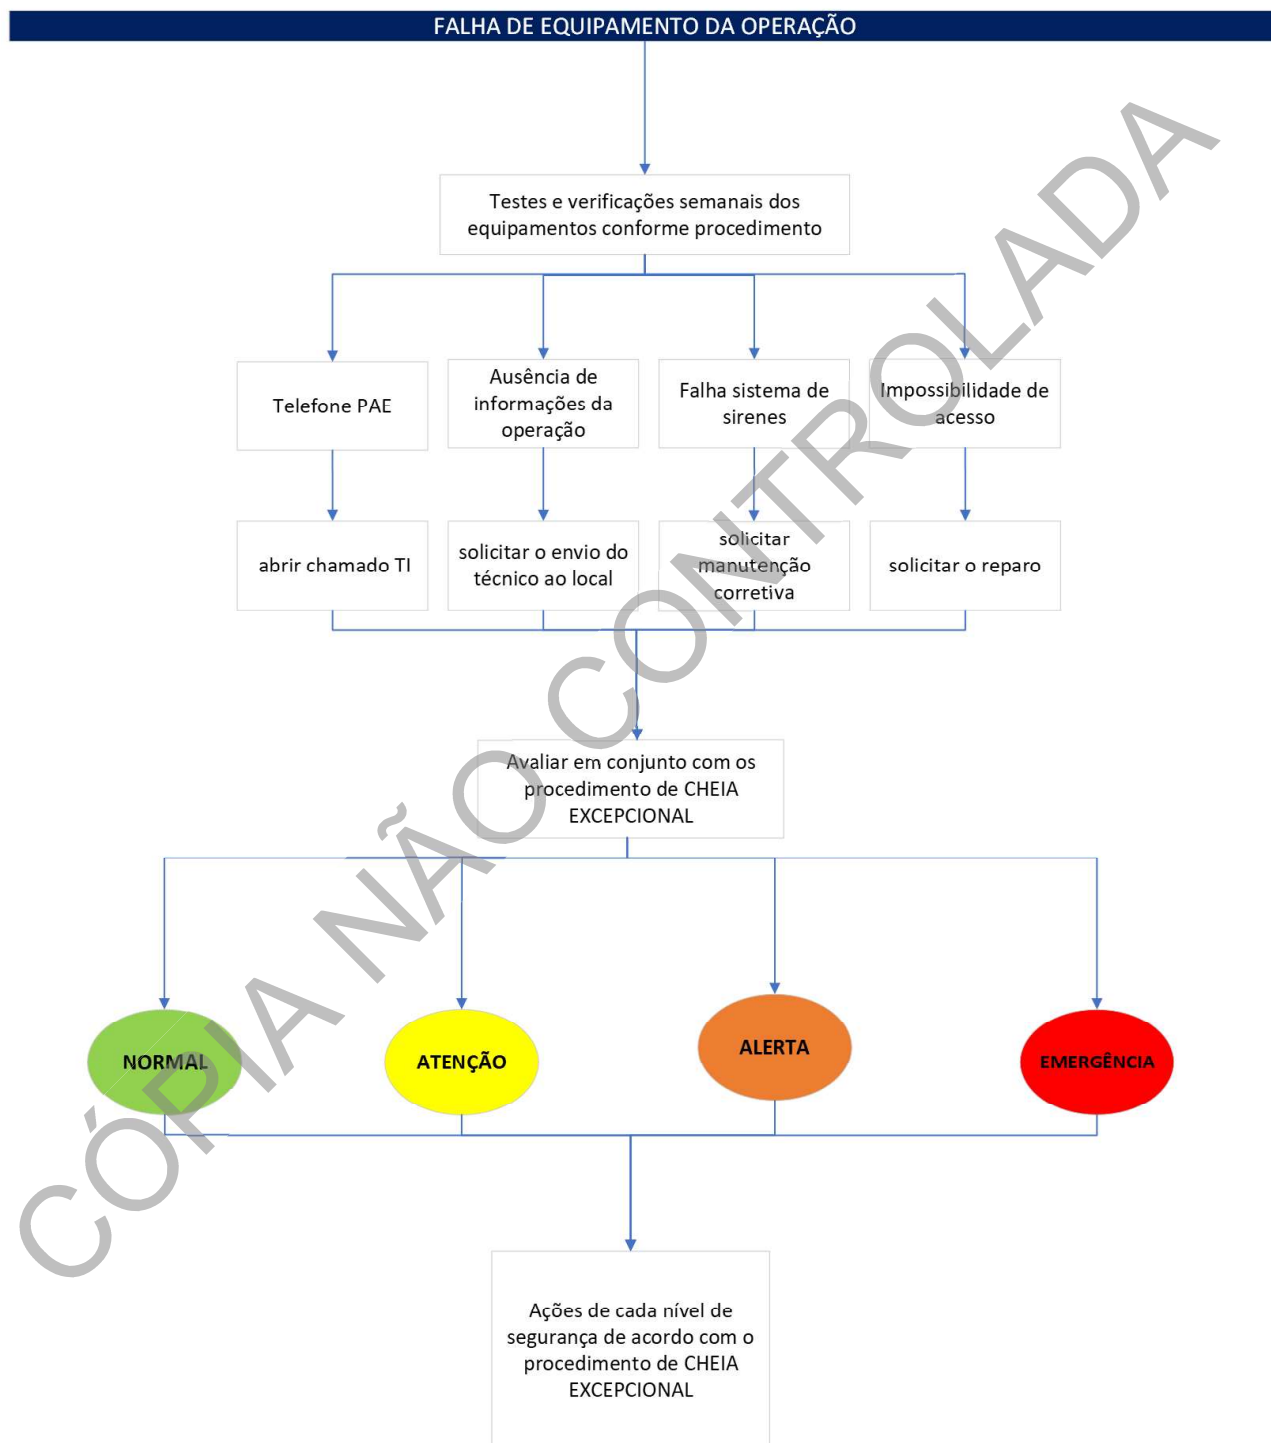 FALHA DE EQUIPAMENTO DA OPERAÇÃO
Testes e verificações semanais dos
equipamentos conforme procedimento
Telefone PAE
Ausência de
informações da
operação
Falha sistema de
sirenes
Impossibilidade de
acesso
abrir chamado TI
solicitar o envio do
técnico ao local
solicitar
manutenção
corretiva
solicitar o reparo
Avaliar em conjunto com os
procedimento de CHEIA
EXCEPCIONAL
NORMAL
ATENÇÃO
ALERTA
EMERGÊNCIA
Ações de cada nível de
segurança de acordo com o
procedimento de CHEIA
EXCEPCIONAL
CÓPIA NÃO CONTROLADA